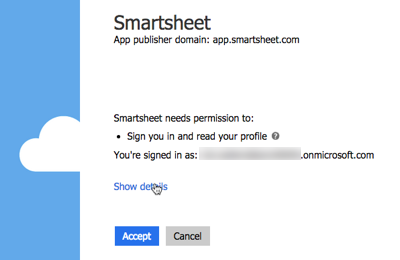 Smartsheet
App publisher domain: app.smartsheet.com
Smartsheet needs permission to:
• Sign you in and read your profile ?
You're signed in as: .onmicrosoft.com
Show details
Accept Cancel